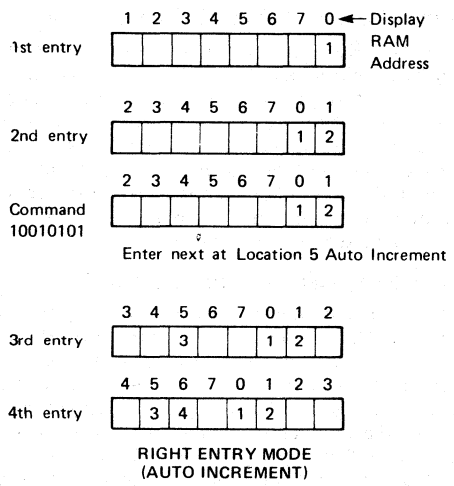 1 2 3 4 5 6 7 0 Display
1st entry 1 RAM
Address
2 3 4 5 6 7 0 1
2nd entry 1 2
2 3 4 5 6 7 0 1
Command 1 2
10010101
Enter next at Location 5 Auto Increment
3 4 5 6 7 0 1 2
3rd entry 3 1 2
4 5 6 7 0 1 2 3
4th entry 3 4 1 2
RIGHT ENTRY MODE
(AUTO INCREMENT)